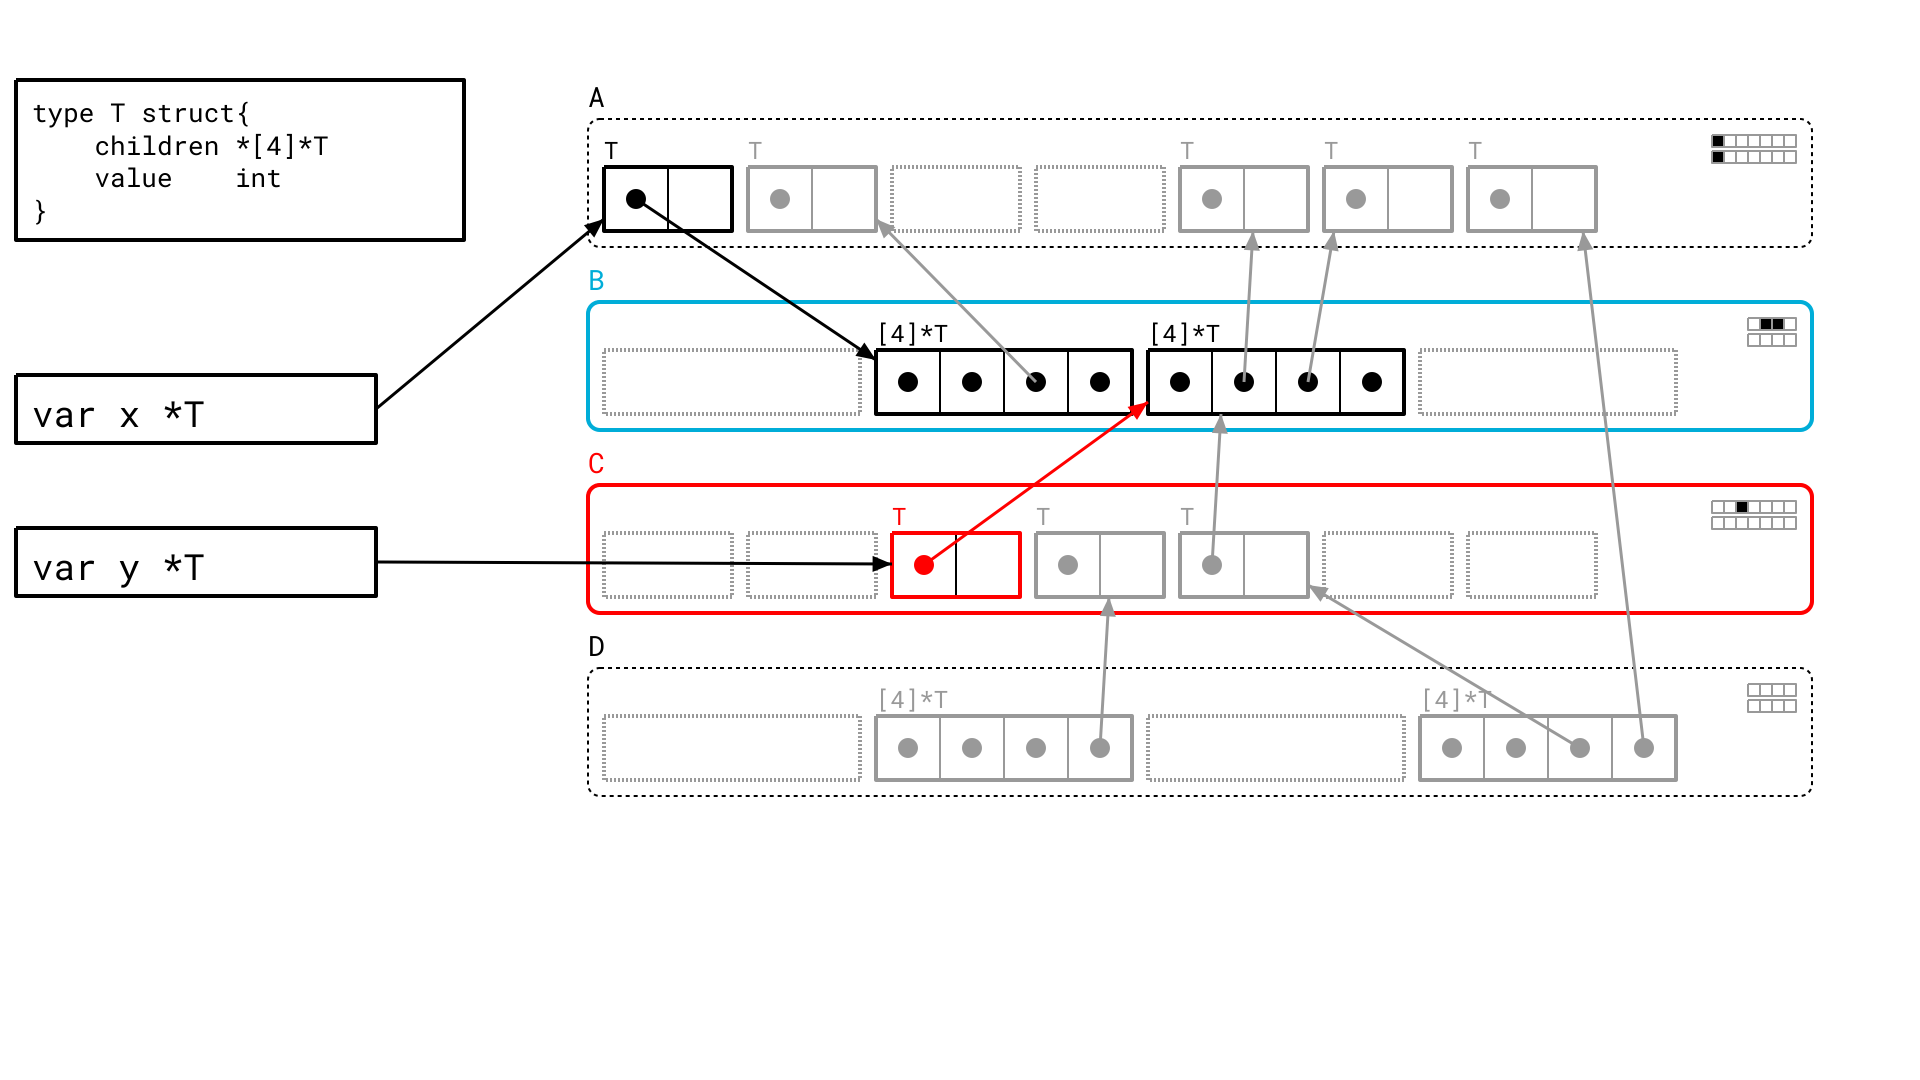 type T struct{
    children *[4]*T
    value    int
}
var x *T
var y *T
A
T T T T T
B
[4]*T [4]*T
C
T T T
D
[4]*T [4]*T